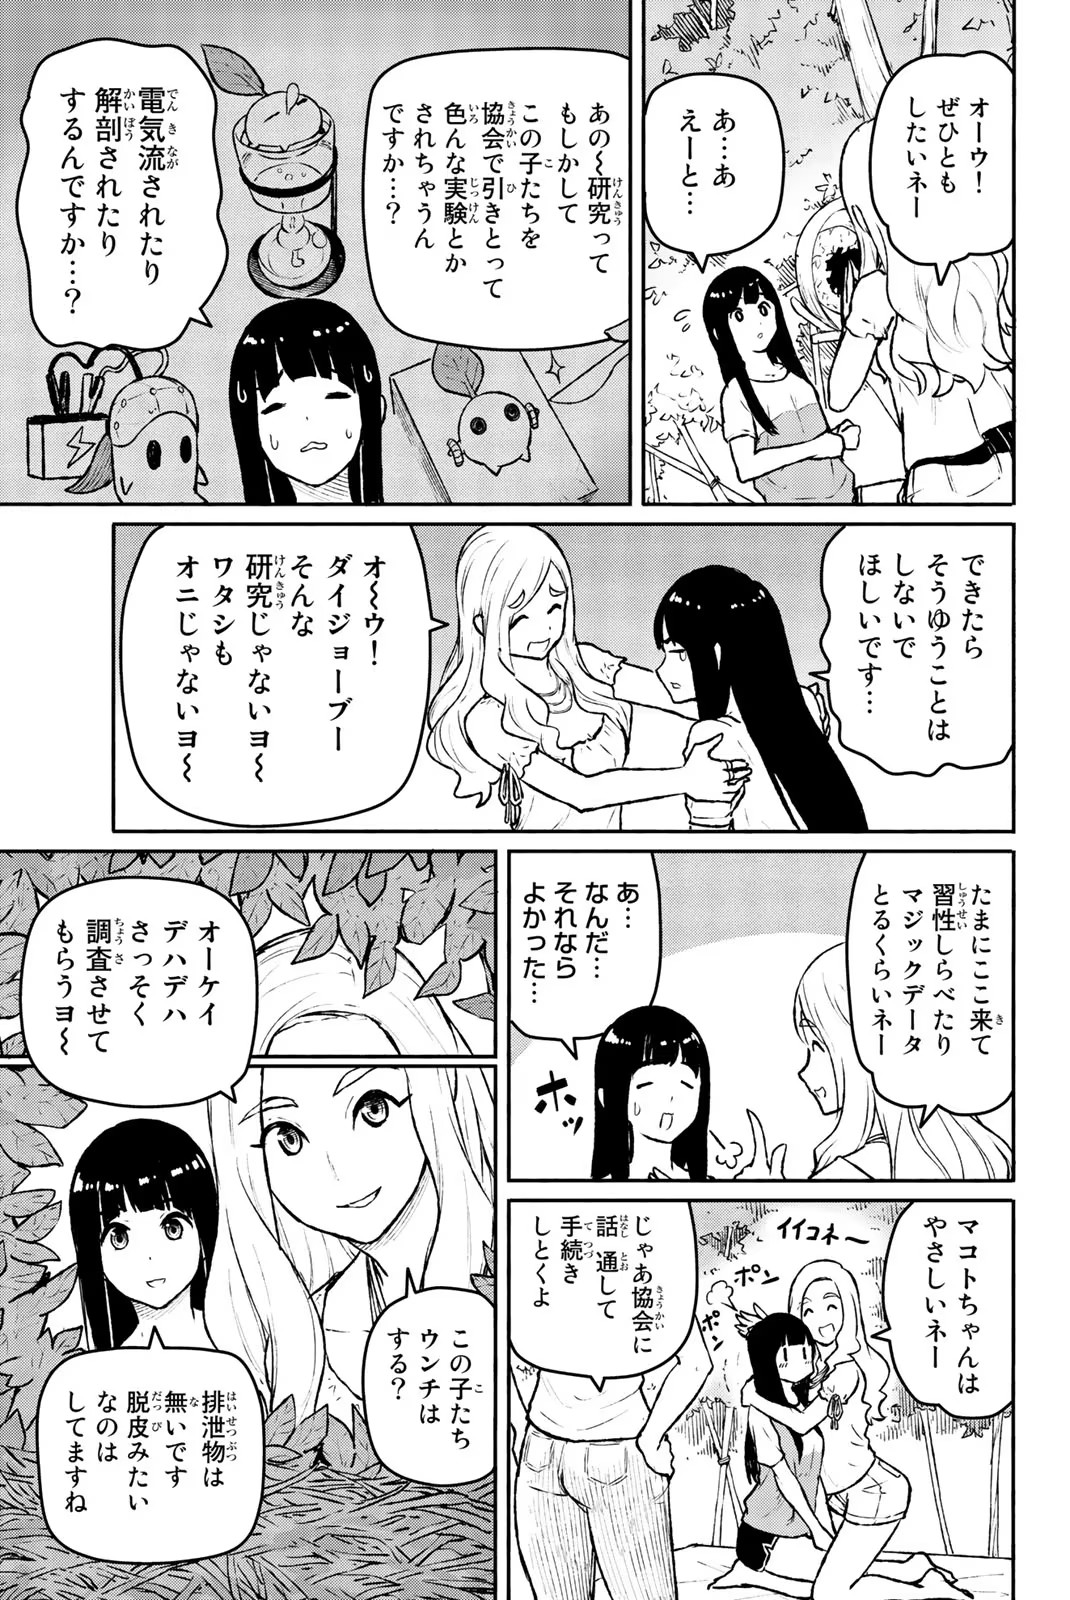 オーウ！
ぜひとも
したいネー
あ…あ
えーと…
あの〜研究って
もしかして
この子たちを
協会で引きとって
色んな実験とか
されちゃうん
ですか…？
電気流されたり
解剖されたり
するんですか…？
できたら
そうゆうことは
しないで
ほしいです…
オ〜ウ！
ダイジョーブー
そんな
研究じゃないヨ〜
ワタシも
オニじゃないヨ〜
たまにここ来て
習性しらべたり
マジックデータ
とるくらいネー
あ…
なんだ…
それなら
よかった…
ホッ
マコトちゃんは
やさしいネー
イイコネ〜
ポン
ポン
じゃあ協会に
話通して
手続き
しとくよ
オーケイ
デハデハ
さっそく
調査させて
もらうヨ〜
この子たち
ウンチは
する？
排泄物は
無いです
脱皮みたい
なのは
してますね